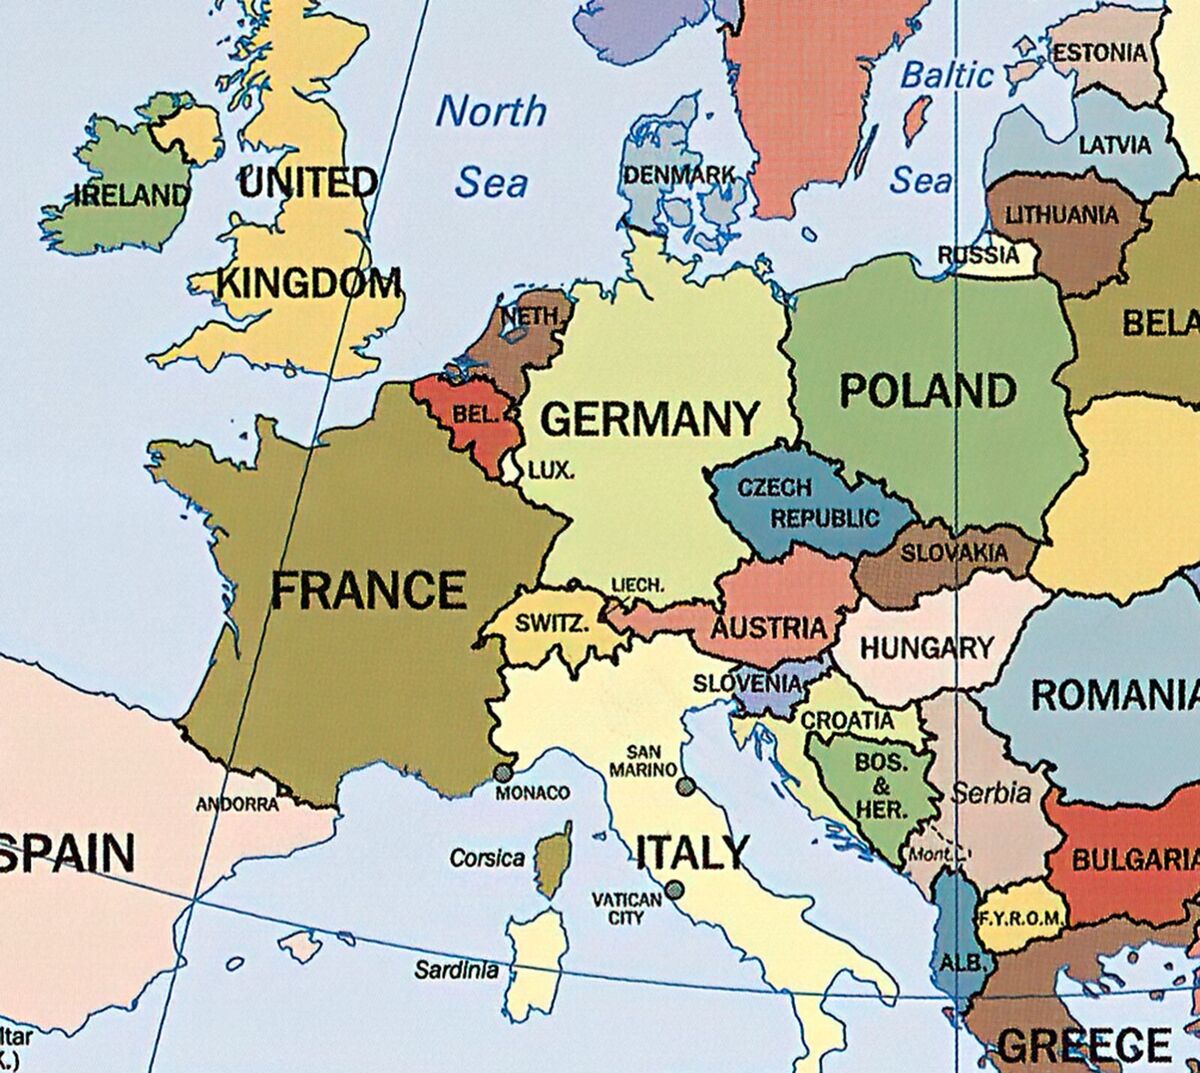 ESTONIA
Baltic
North
LATVIA
DENMARK
Sea
Sea
UNITED
IRELAND
LITHUANIA
RUSSIA
KINGDOM
NETH.
BELA
POLAND
BEL.
GERMANY
LUX.
CZECH
REPUBLIC
SLOVAKIA
LIECH.
FRANCE
SWITZ.
AUSTRIA
HUNGARY
SLOVENIA
ROMANIA
CROATIA
SAN
MARINO
BOS.
&
HER.
MONACO
Serbia
ANDORRA
SPAIN
Corsica
ITALY
Mont.
BULGARIA
VATICAN
CITY
F.Y.R.O.M.
ALB.
Sardinia
ltar
K.)
GREECE